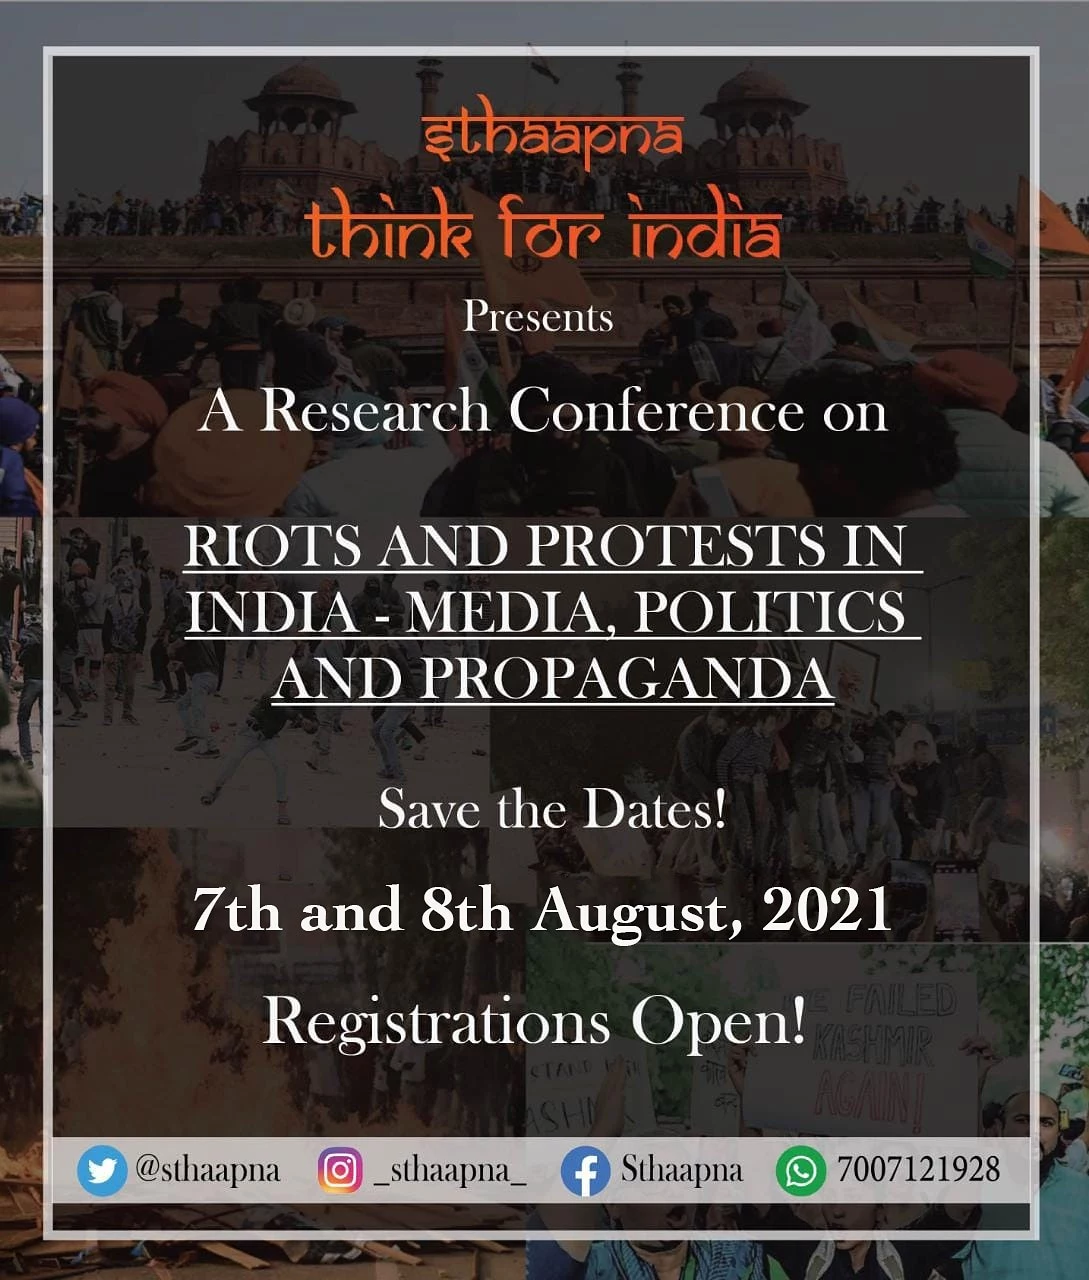 sthaapna
think for india
Presents
A Research Conference on
RIOTS AND PROTESTS IN
INDIA - MEDIA, POLITICS
AND PROPAGANDA
Save the Dates!
7th and 8th August, 2021
Registrations Open!
FAILED
KASHMIR
AGAIN!
STAND
@sthaapna _sthaapna_ Sthaapna 7007121928